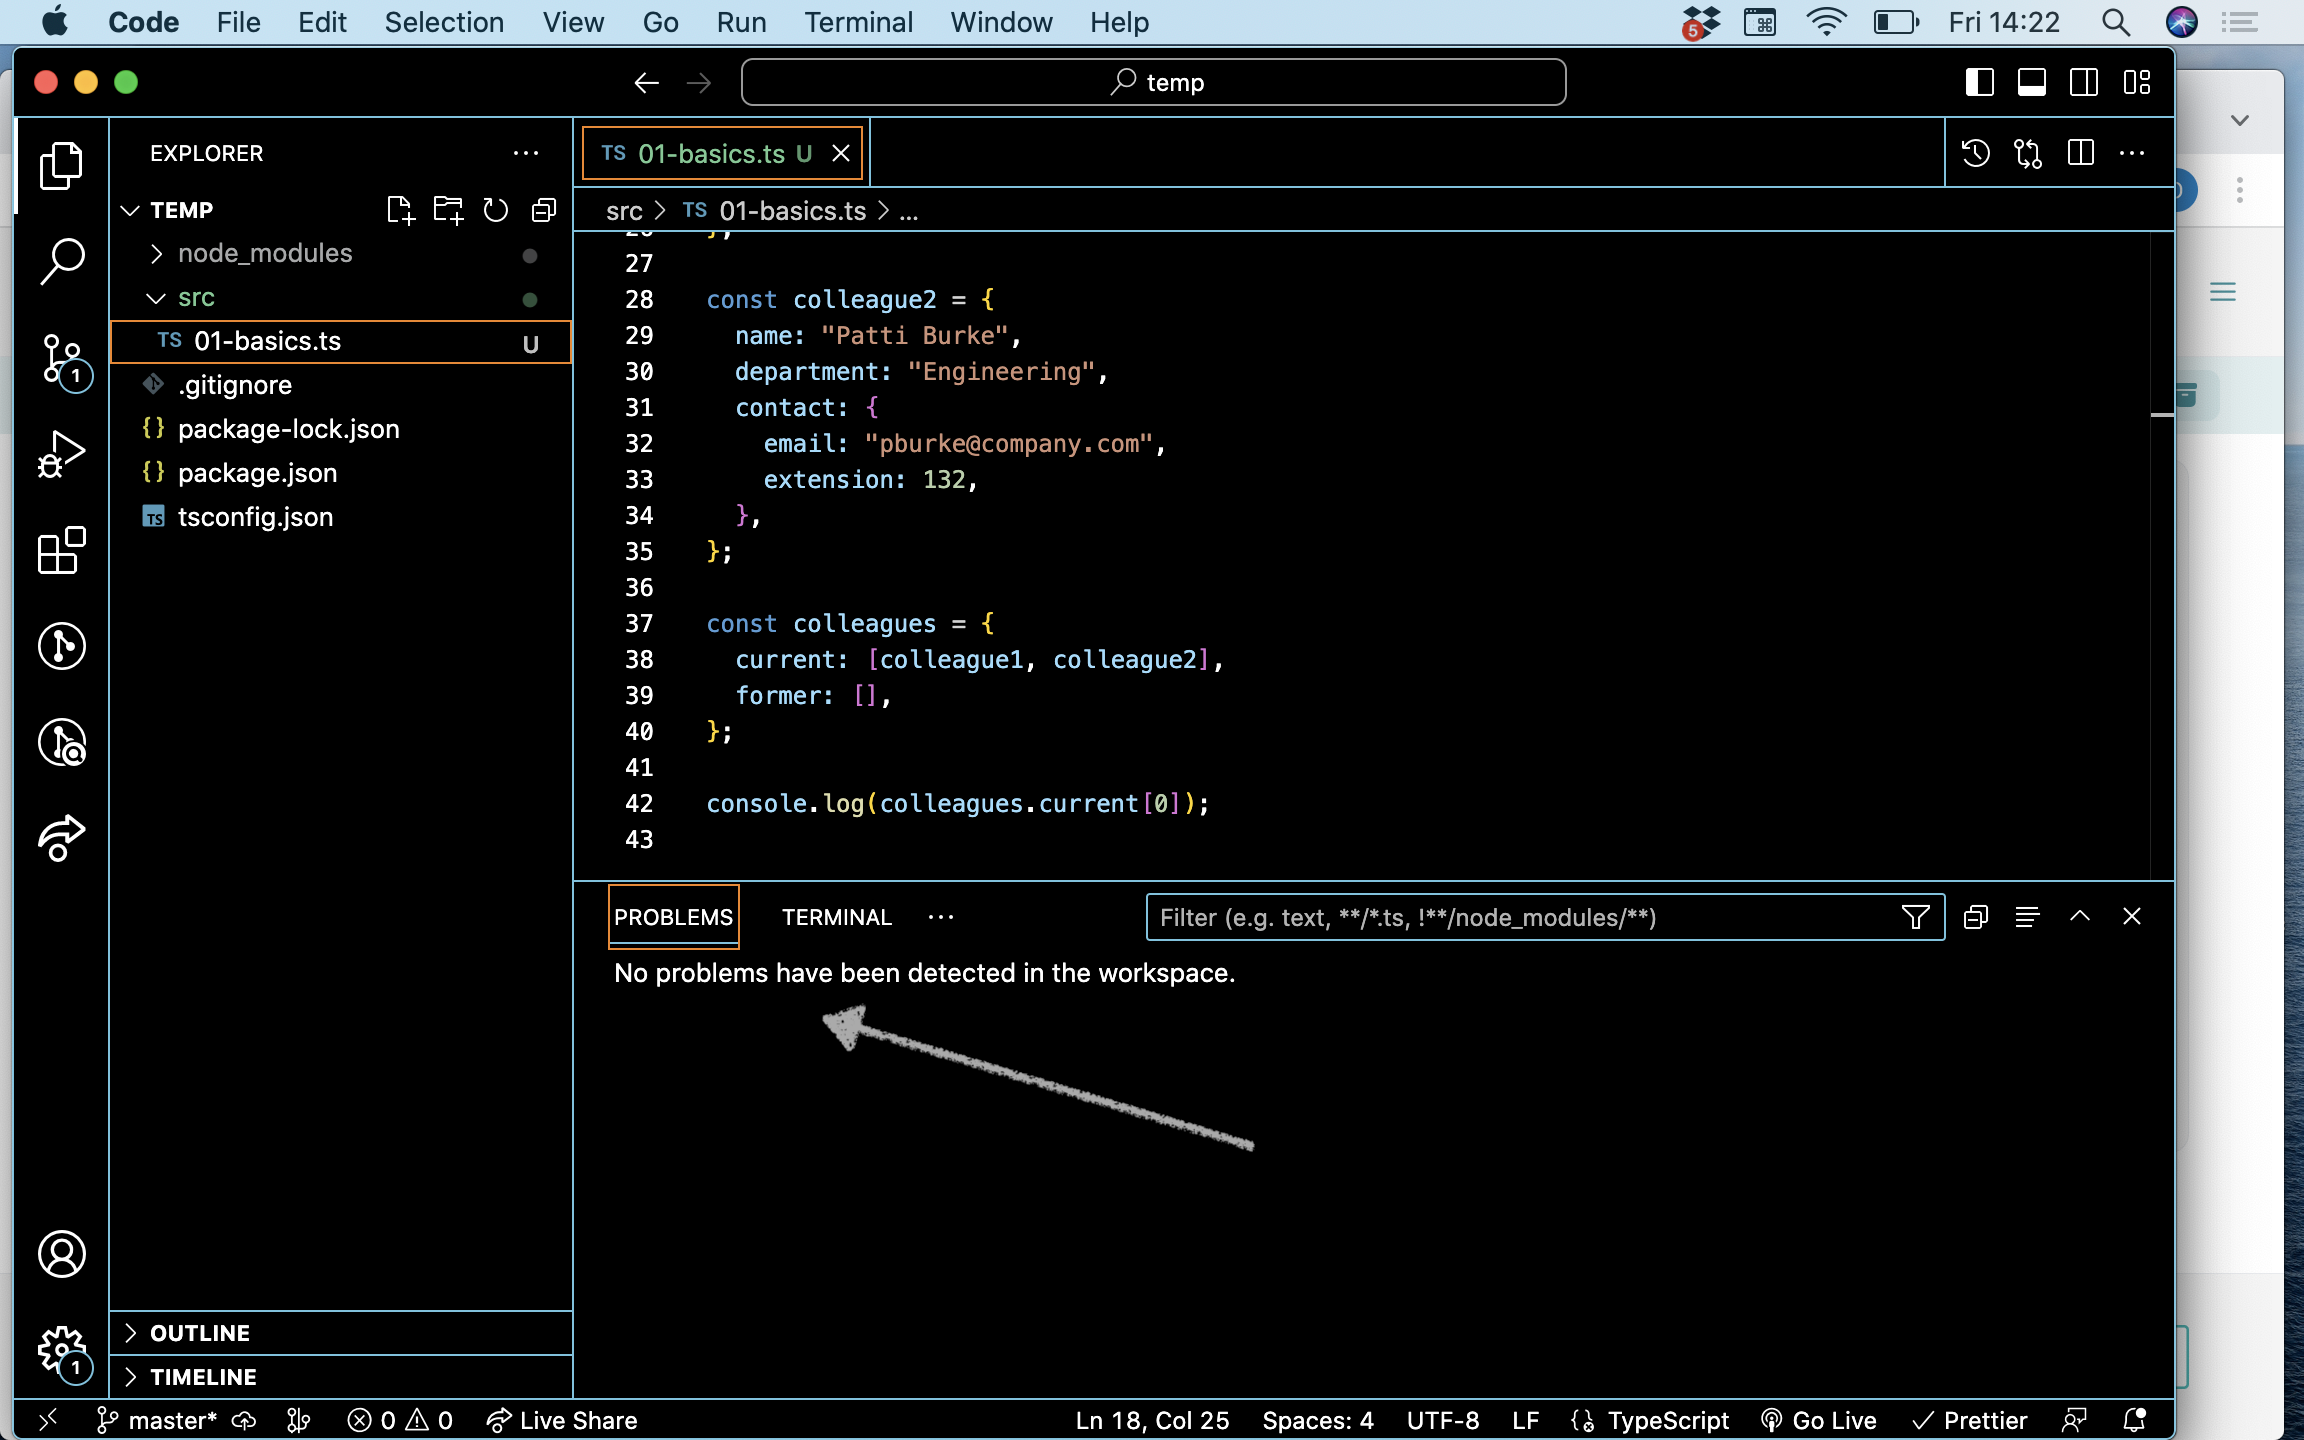 Code File Edit Selection View Go Run Terminal Window Help 5 Fri 14:22
temp
EXPLORER
TS 01-basics.ts U
TEMP
src > TS 01-basics.ts > ...
node_modules
src
TS 01-basics.ts U
.gitignore
{} package-lock.json
{} package.json
TS tsconfig.json
26 };
27
28 const colleague2 = {
29 name: "Patti Burke",
30 department: "Engineering",
31 contact: {
32 email: "pburke@company.com",
33 extension: 132,
34 },
35 };
36
37 const colleagues = {
38 current: [colleague1, colleague2],
39 former: [],
40 };
41
42 console.log(colleagues.current[0]);
43
1
PROBLEMS TERMINAL ... Filter (e.g. text, **/*.ts, !**/node_modules/**)
No problems have been detected in the workspace.
OUTLINE
1
TIMELINE
master* 0 0 Live Share Ln 18, Col 25 Spaces: 4 UTF-8 LF TypeScript Go Live Prettier